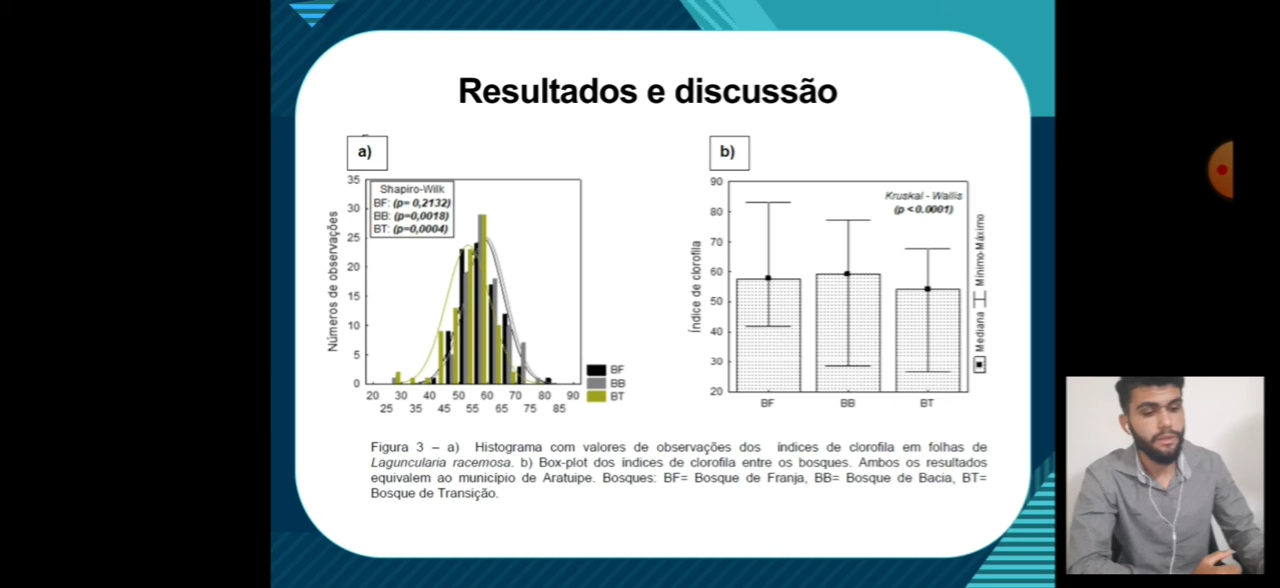 Resultados e discussão
a)
Shapiro-Wilk
BF: (p= 0,2132)
BB: (p=0,0018)
BT: (p=0,0004)
Números de observações
35
30
25
20
15
10
5
0
20 30 40 50 60 70 80 90
25 35 45 55 65 75 85
BF
BB
BT
b)
Kruskal - Wallis
(p <0.0001)
Índice de clorofila
90
80
70
60
50
40
30
20
BF BB BT
Mediana Mínimo-Máximo
Figura 3 – a) Histograma com valores de observações dos índices de clorofila em folhas de
Laguncularia racemosa. b) Box-plot dos índices de clorofila entre os bosques. Ambos os resultados
equivalem ao município de Aratuipe. Bosques: BF= Bosque de Franja, BB= Bosque de Bacia, BT=
Bosque de Transição.